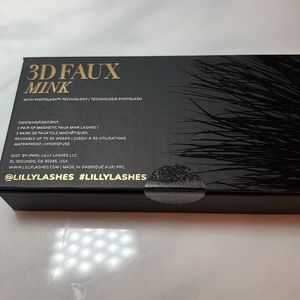 3D FAUX
MINK
WITH PHOTOLASH™ TECHNOLOGY | TECHNOLOGIE PHOTOLASH
CONTAINS/CONTIENT:
1 PAIR OF MAGNETIC FAUX MINK LASHES |
1 PAIRE DE FAUX CILS MAGNÉTIQUES
REUSABLE UP TO 50 WEARS | JUSQU'À 50 UTILISATIONS
WATERPROOF | HYDROFUGE
DIST. BY (PAR): LILLY LASHES LLC
EL SEGUNDO, CA 90245, USA
WWW.LILLYLASHES.COM | MADE IN (FABRIQUÉ AU): PRC
@LILLYLASHES #LILLYLASHES